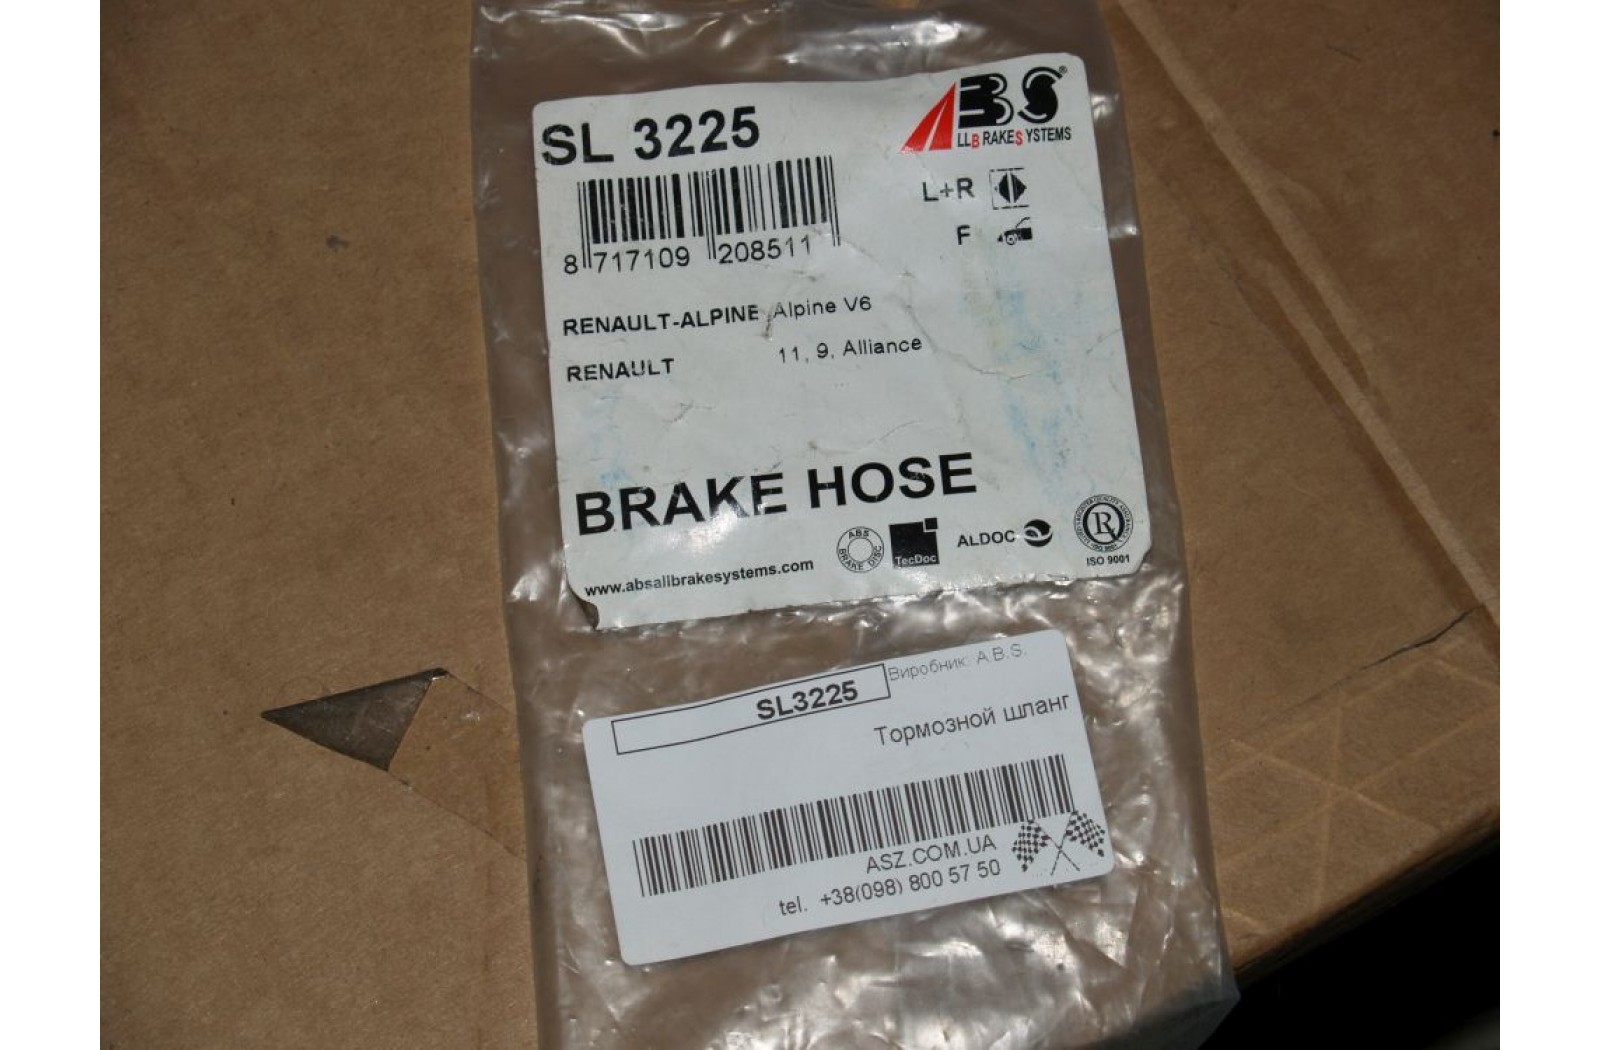 SL 3225
ABS®
LL BRAKE SYSTEMS
L+R
F
8 717109 208511
RENAULT-ALPINE Alpine V6
RENAULT 11, 9, Alliance
BRAKE HOSE
www.absallbrakesystems.com
ABS BRAKE DISC
TecDoc
ALDOC
R
ISO 9001
SL3225
Виробник: A.B.S.
Тормозной шланг
ASZ.COM.UA
tel. +38(098) 800 57 50